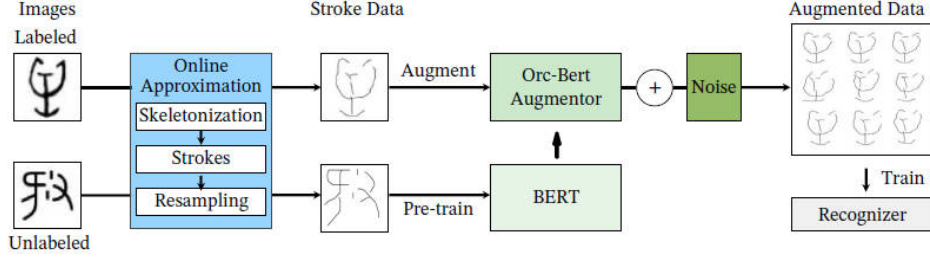 Images
Stroke Data
Augmented Data
Labeled
Online
Approximation
Skeletonization
Strokes
Resampling
Augment
Orc-Bert
Augmentor
+
Noise
Pre-train
BERT
Train
Recognizer
Unlabeled